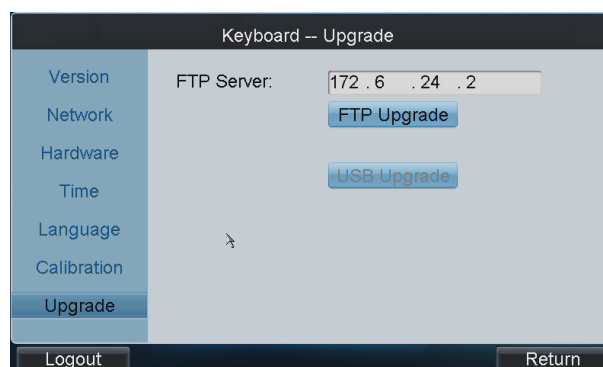 Keyboard -- Upgrade
Version
Network
Hardware
Time
Language
Calibration
Upgrade
FTP Server:
172 . 6 . 24 . 2
FTP Upgrade
USB Upgrade
Logout
Return